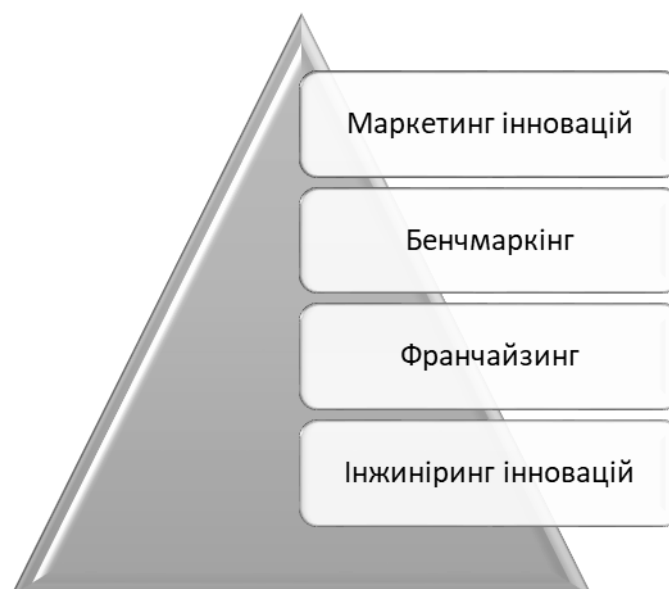 Маркетинг інновацій
Бенчмаркінг
Франчайзинг
Інжиніринг інновацій